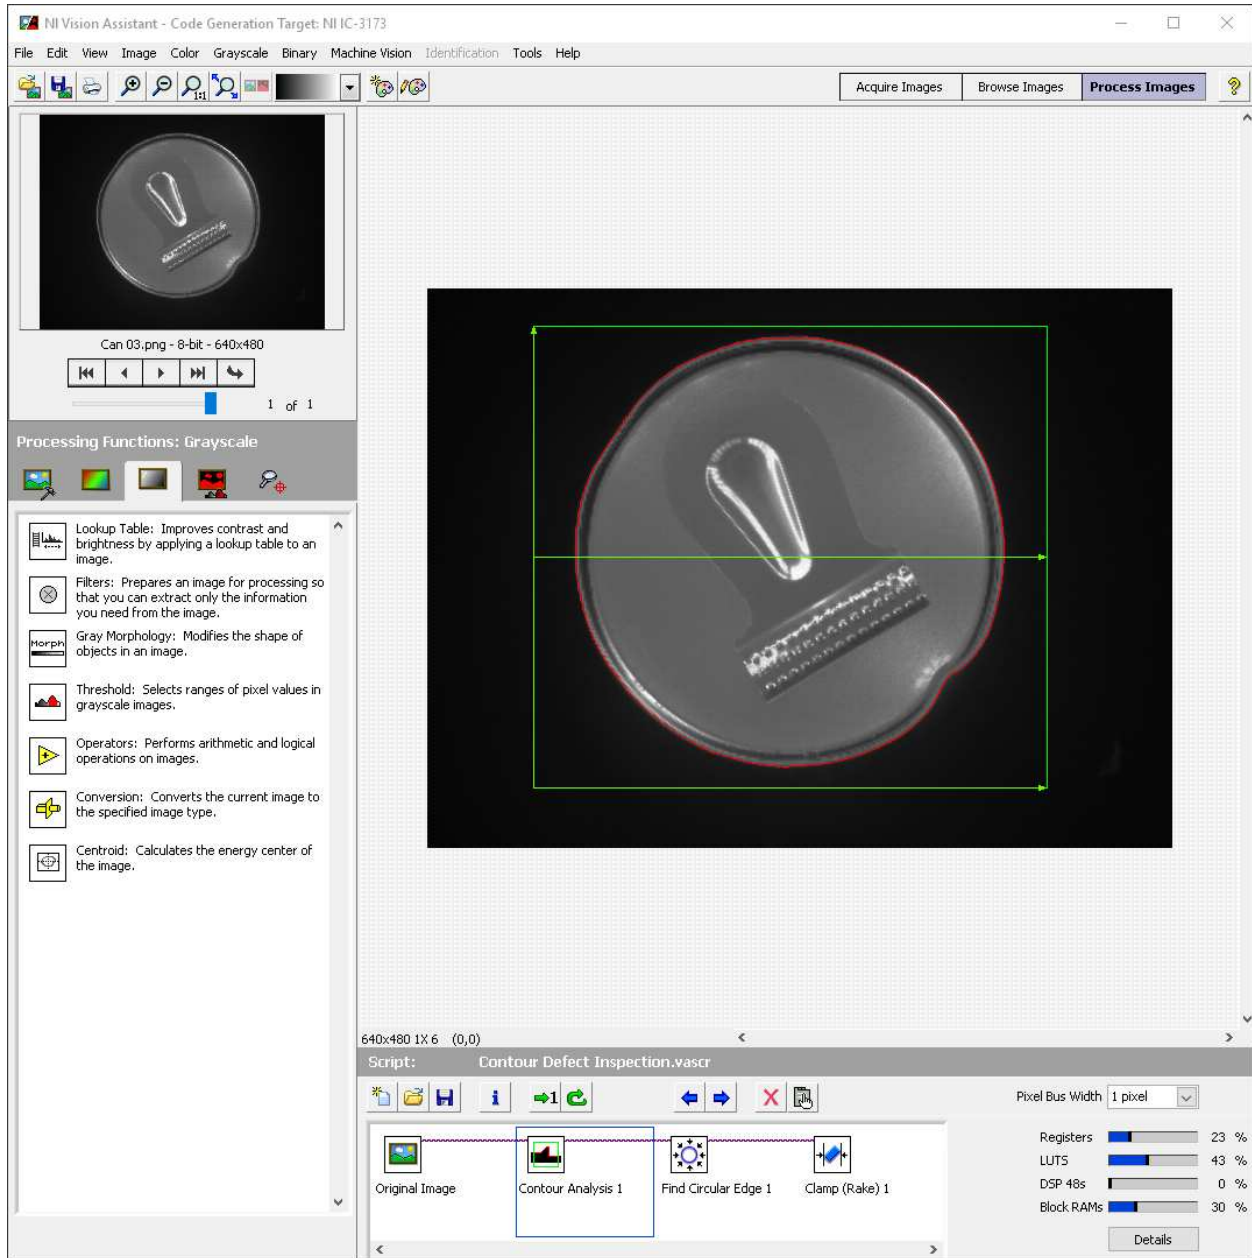 NI Vision Assistant - Code Generation Target: NI IC-3173
File Edit View Image Color Grayscale Binary Machine Vision Identification Tools Help
1:1
Acquire Images Browse Images Process Images ?
Can 03.png - 8-bit - 640x480
1 of 1
Processing Functions: Grayscale
Lookup Table: Improves contrast and
brightness by applying a lookup table to an
image.
Filters: Prepares an image for processing so
that you can extract only the information
you need from the image.
Morph
Gray Morphology: Modifies the shape of
objects in an image.
Threshold: Selects ranges of pixel values in
grayscale images.
Operators: Performs arithmetic and logical
operations on images.
Conversion: Converts the current image to
the specified image type.
Centroid: Calculates the energy center of
the image.
640x480 1X 6 (0,0)
Script: Contour Defect Inspection.vascr
i 1 X
Pixel Bus Width 1 pixel
Original Image Contour Analysis 1 Find Circular Edge 1 Clamp (Rake) 1
Registers 23 %
LUTS 43 %
DSP 48s 0 %
Block RAMs 30 %
Details